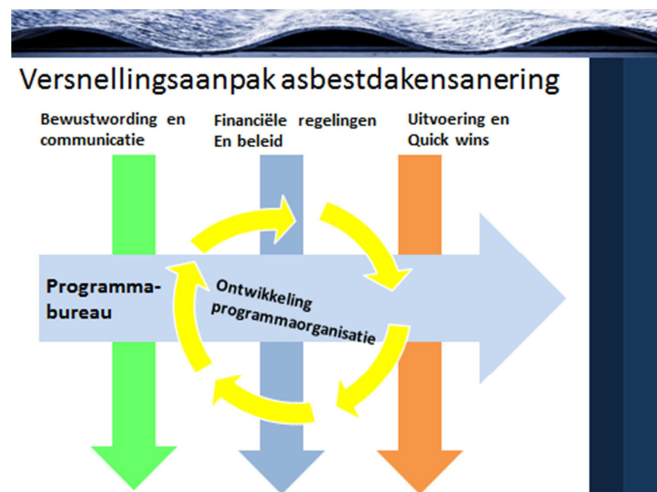 Versnellingsaanpak asbestdakensanering
Bewustwording en
communicatie
Financiële regelingen
En beleid
Uitvoering en
Quick wins
Programma-
bureau
Ontwikkeling
programmaorganisatie